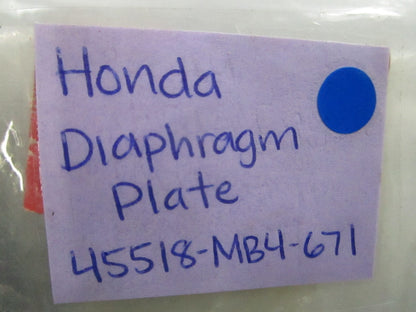 Honda
Diaphragm
Plate
45518-MB4-671